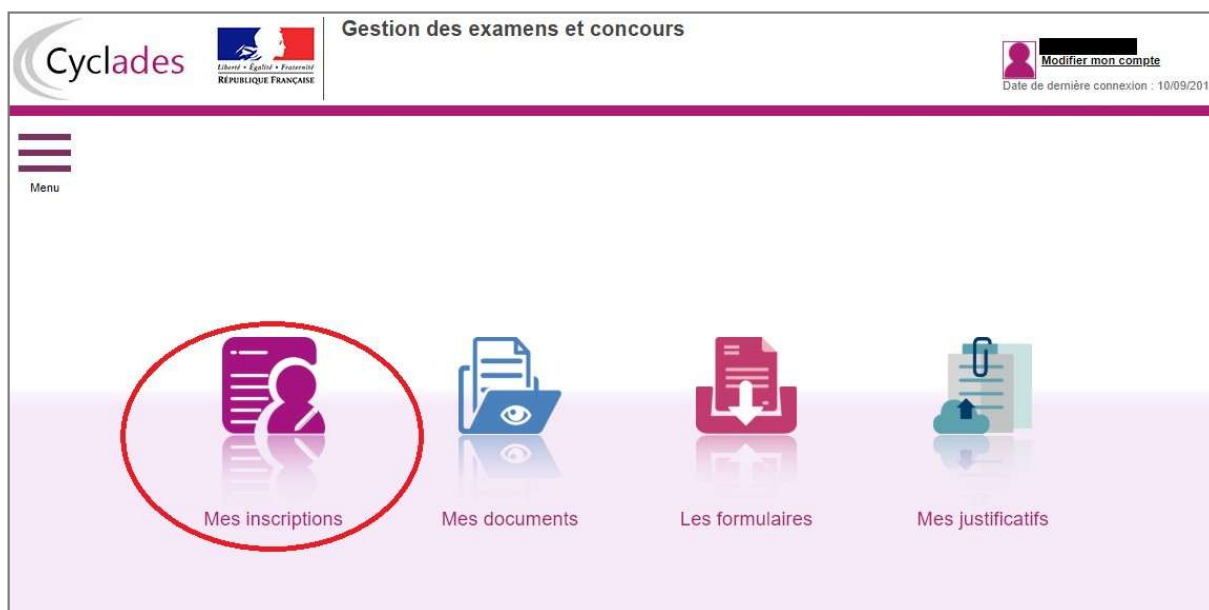 Cyclades
Liberté • Égalité • Fraternité
RÉPUBLIQUE FRANÇAISE
Gestion des examens et concours
Modifier mon compte
Date de dernière connexion : 10/09/201
Menu
Mes inscriptions
Mes documents
Les formulaires
Mes justificatifs